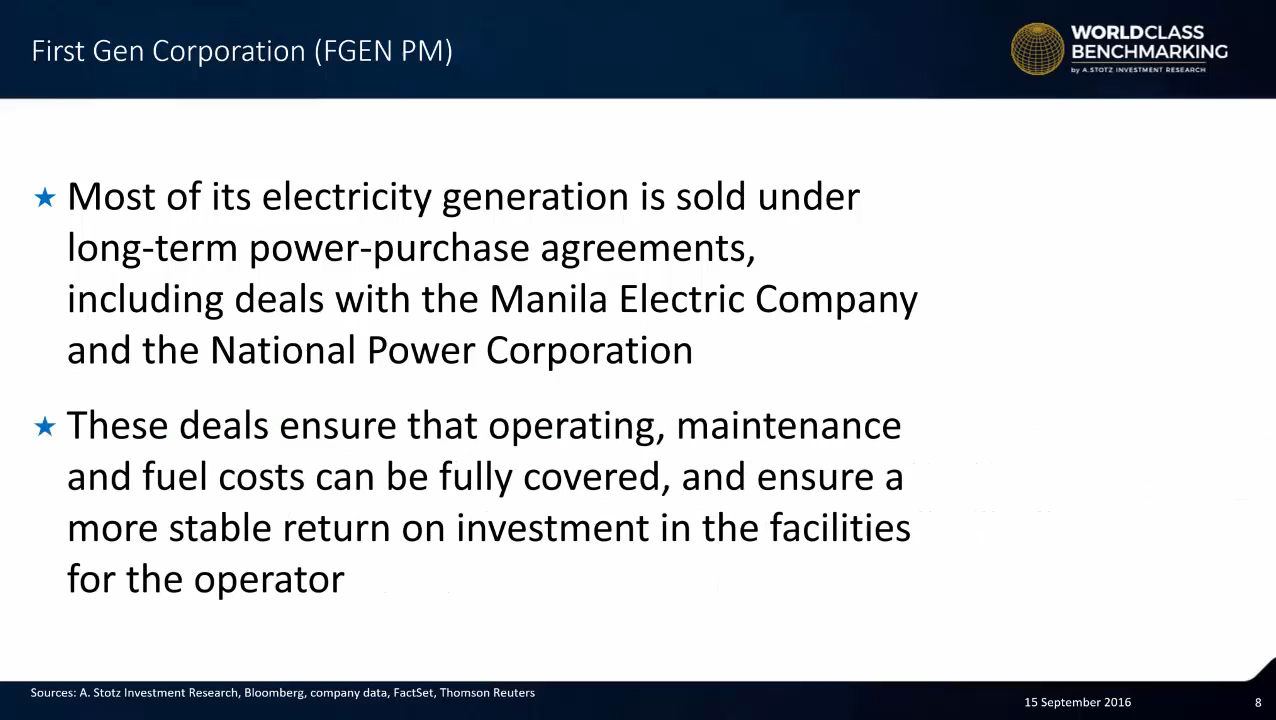 First Gen Corporation (FGEN PM)
WORLDCLASS
BENCHMARKING
by A.STOTZ INVESTMENT RESEARCH
★ Most of its electricity generation is sold under
long-term power-purchase agreements,
including deals with the Manila Electric Company
and the National Power Corporation
★ These deals ensure that operating, maintenance
and fuel costs can be fully covered, and ensure a
more stable return on investment in the facilities
for the operator
Sources: A. Stotz Investment Research, Bloomberg, company data, FactSet, Thomson Reuters
15 September 2016
8